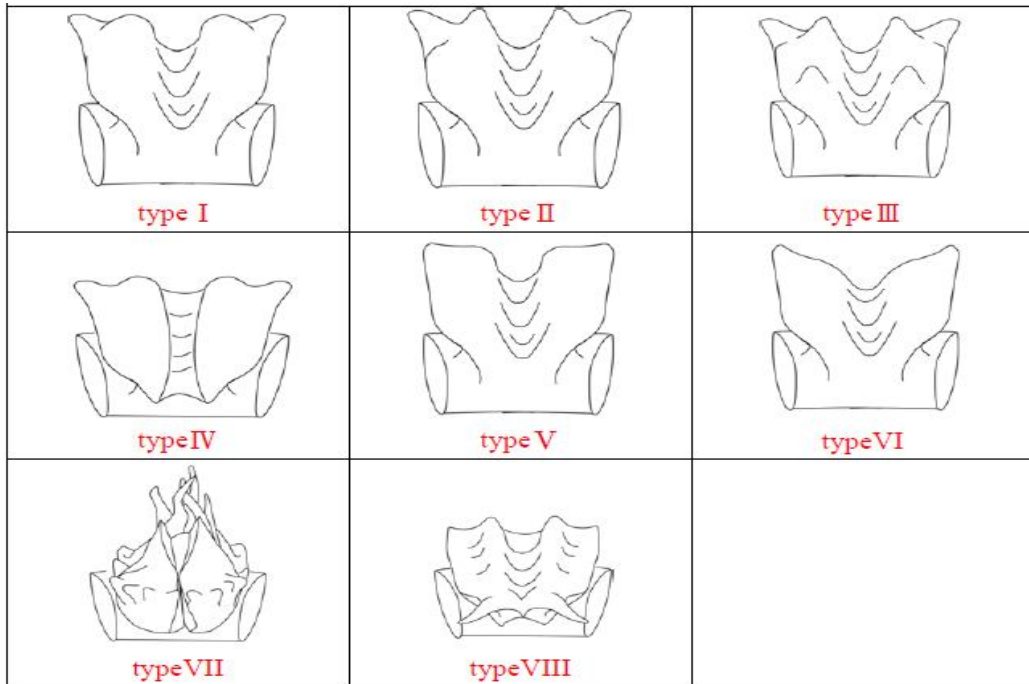 type Ⅰ
type Ⅱ
type Ⅲ
type Ⅳ
type Ⅴ
type Ⅵ
type VII
type VIII